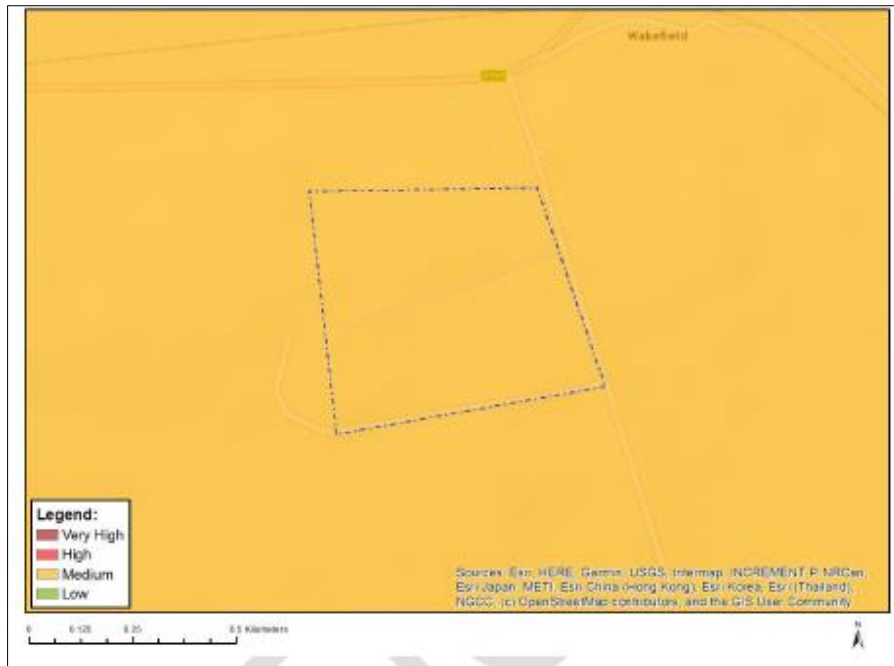 Wakefield
Legend:
Very High
High
Medium
Low
Sources: Esri, HERE, Garmin, USGS, Intermap, INCREMENT P, NRCan,
Esri Japan, METI, Esri China (Hong Kong), Esri Korea, Esri (Thailand),
NGCC, (c) OpenStreetMap contributors, and the GIS User Community
0 0.125 0.25 0.5 Kilometers
N